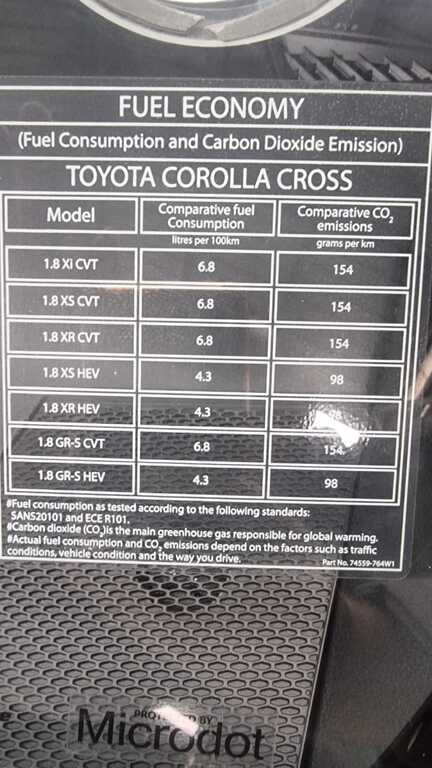 FUEL ECONOMY
(Fuel Consumption and Carbon Dioxide Emission)
TOYOTA COROLLA CROSS
Model Comparative fuel Consumption litres per 100km Comparative CO₂ emissions grams per km
1.8 Xi CVT 6.8 154
1.8 XS CVT 6.8 154
1.8 XR CVT 6.8 154
1.8 XS HEV 4.3 98
1.8 XR HEV 4.3
1.8 GR-S CVT 6.8 154
1.8 GR-S HEV 4.3 98
#Fuel consumption as tested according to the following standards:
SANS20101 and ECE R101.
#Carbon dioxide (CO₂)is the main greenhouse gas responsible for global warming.
#Actual fuel consumption and CO₂ emissions depend on the factors such as traffic
conditions, vehicle condition and the way you drive.
Part No. 74559-764W1
BY
Microdot